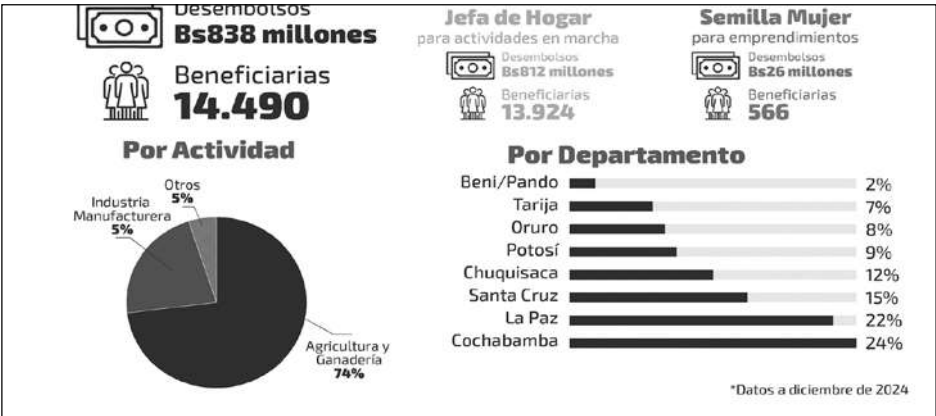 Desembolsos
Bs838 millones
Beneficiarias
14.490
Jefa de Hogar
para actividades en marcha
Desembolsos
Bs812 millones
Beneficiarias
13.924
Semilla Mujer
para emprendimientos
Desembolsos
Bs26 millones
Beneficiarias
566
Por Actividad
Otros
5%
Industria
Manufacturera
5%
Agricultura y
Ganadería
74%
Por Departamento
Beni/Pando 2%
Tarija 7%
Oruro 8%
Potosí 9%
Chuquisaca 12%
Santa Cruz 15%
La Paz 22%
Cochabamba 24%
*Datos a diciembre de 2024